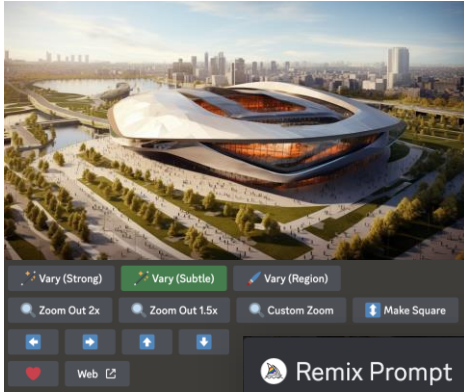 Vary (Strong) Vary (Subtle) Vary (Region)
Zoom Out 2x Zoom Out 1.5x Custom Zoom Make Square
Web
Remix Prompt